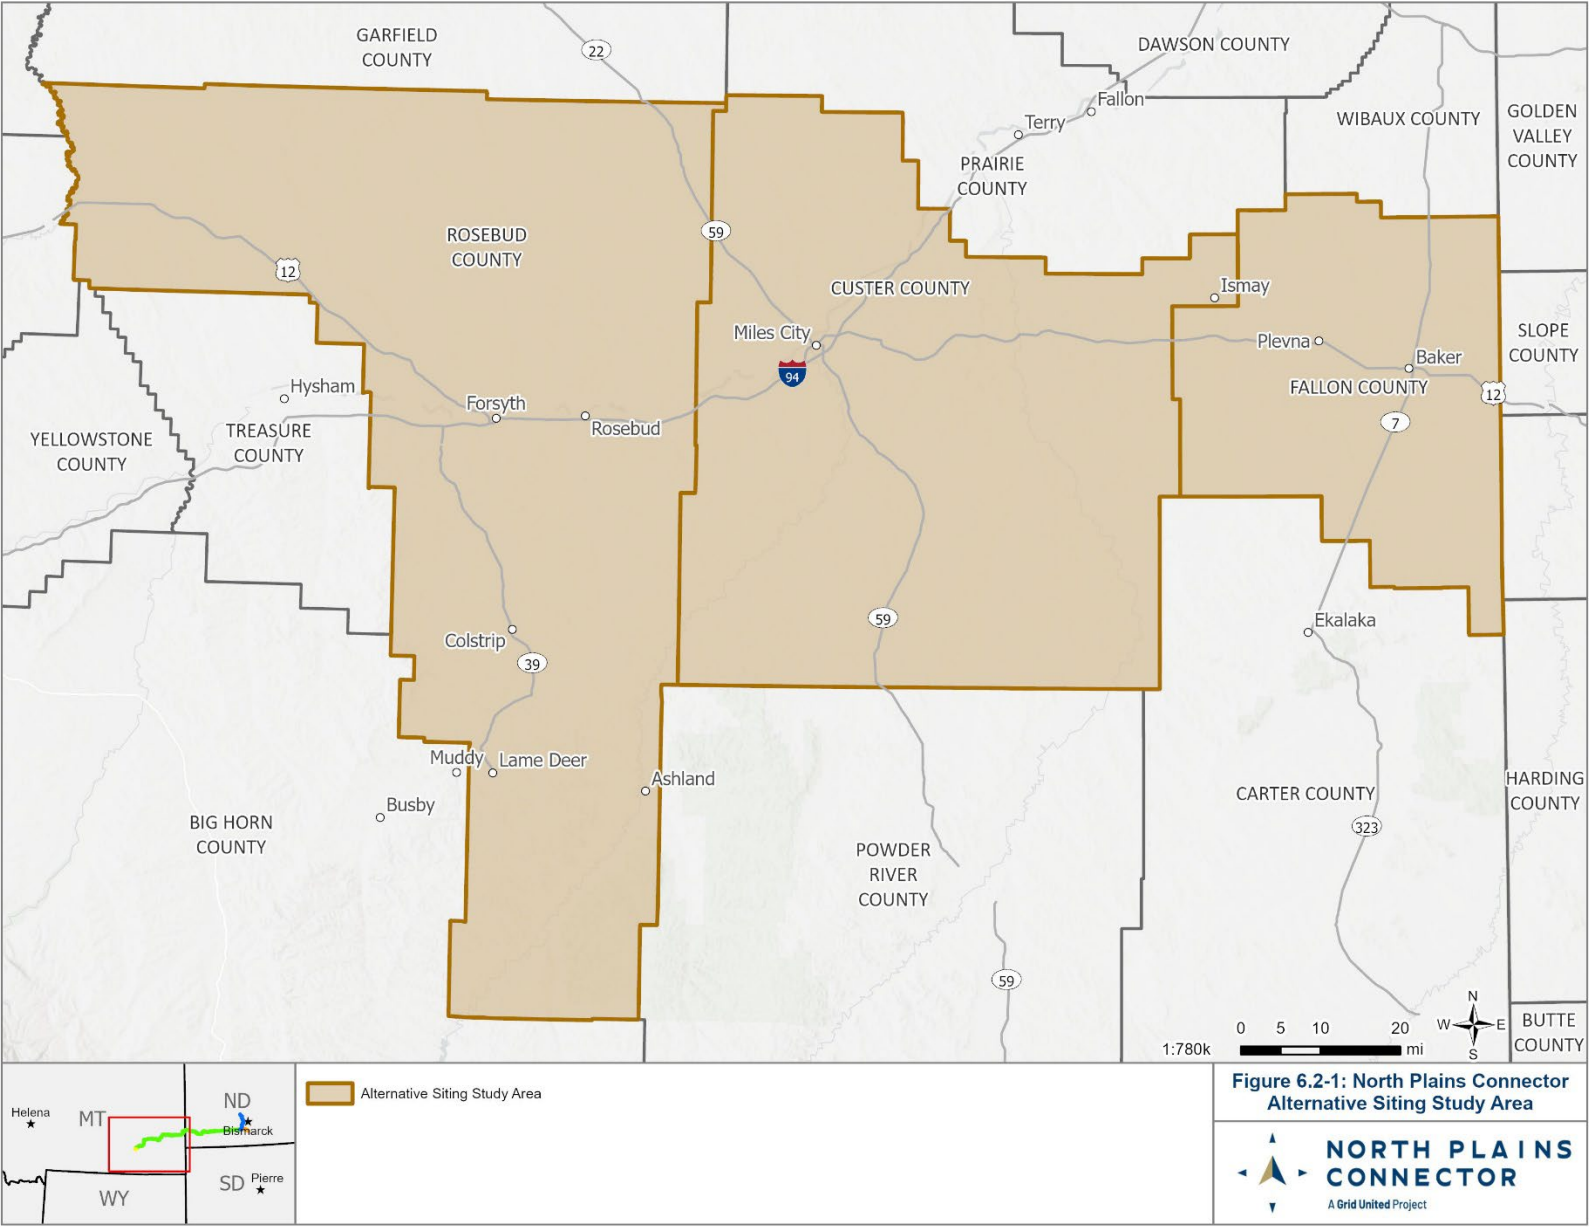 GARFIELD
COUNTY
22
DAWSON COUNTY
Fallon
Terry
WIBAUX COUNTY
GOLDEN
VALLEY
COUNTY
PRAIRIE
COUNTY
ROSEBUD
COUNTY
59
12
CUSTER COUNTY
Ismay
Miles City
94
Plevna
Baker
SLOPE
COUNTY
FALLON COUNTY
12
7
Hysham
Forsyth
Rosebud
TREASURE
COUNTY
YELLOWSTONE
COUNTY
59
Ekalaka
Colstrip
39
Muddy
Lame Deer
Ashland
Busby
BIG HORN
COUNTY
POWDER
RIVER
COUNTY
CARTER COUNTY
HARDING
COUNTY
323
59
N
W
E
S
BUTTE
COUNTY
0 5 10 20
1:780k
mi
Helena
MT
ND
Bismarck
SD
Pierre
WY
Alternative Siting Study Area
Figure 6.2-1: North Plains Connector
Alternative Siting Study Area
NORTH PLAINS
CONNECTOR
A Grid United Project